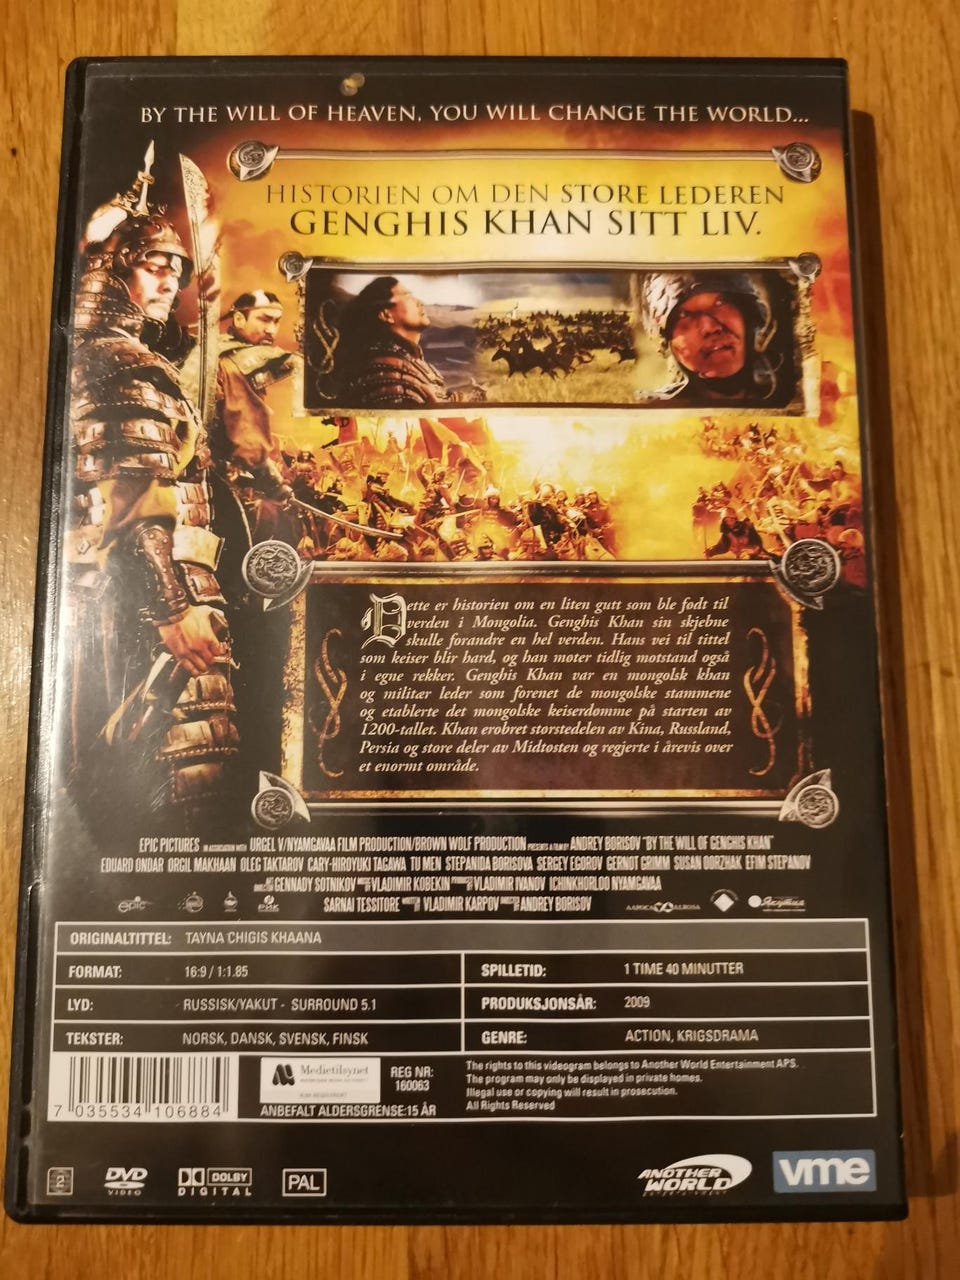 BY THE WILL OF HEAVEN, YOU WILL CHANGE THE WORLD...
HISTORIEN OM DEN STORE LEDEREN
GENGHIS KHAN SITT LIV.
Dette er historien om en liten gutt som ble født til
verden i Mongolia. Genghis Khan sin skjebne
skulle forandre en hel verden. Hans vei til tittel
som keiser blir hard, og han møter tidlig motstand også
i egne rekker. Genghis Khan var en mongolsk khan
og militær leder som forenet de mongolske stammene
og etablerte det mongolske keiserdømme på starten av
1200-tallet. Khan erobret storstedelen av Kina, Russland,
Persia og store deler av Midtosten og regjerte i årevis over
et enormt område.
EPIC PICTURES IN ASSOCIATION WITH URGEL V/NYAMGAVAA FILM PRODUCTION/BROWN WOLF PRODUCTION PRESENTS A FILM BY ANDREY BORISOV "BY THE WILL OF GENGHIS KHAN"
EDUARD ONDAR ORGIL MAKHAAN OLEG TAKTAROV CARY-HIROYUKI TAGAWA TU MEN STEPANIDA BORISOVA SERGEY EGOROV GERNOT GRIMM SUSAN OORZHAK EFIM STEPANOV
GENNADY SOTNIKOV VLADIMIR KOBEKIN VLADIMIR IVANOV ICHINKHORLOO NYAMGAVAA
SARNAI TESSITORE VLADIMIR KARPOV ANDREY BORISOV
epic
ALROSA
Якутия
ORIGINALTITTEL: TAYNA CHIGIS KHAANA
FORMAT: 16:9 / 1:1.85 SPILLETID: 1 TIME 40 MINUTTER
LYD: RUSSISK/YAKUT - SURROUND 5.1 PRODUKSJONSÅR: 2009
TEKSTER: NORSK, DANSK, SVENSK, FINSK GENRE: ACTION, KRIGSDRAMA
7 035534 106884
Medietilsynet
REG NR:
160063
ANBEFALT ALDERSGRENSE:15 ÅR
The rights to this videogram belongs to Another World Entertainment APS.
The program may only be displayed in private homes.
Illegal use or copying will result in prosecution.
All Rights Reserved
2
DVD
VIDEO
DOLBY
DIGITAL
PAL
ANOTHER
WORLD
ENTERTAINMENT
vme